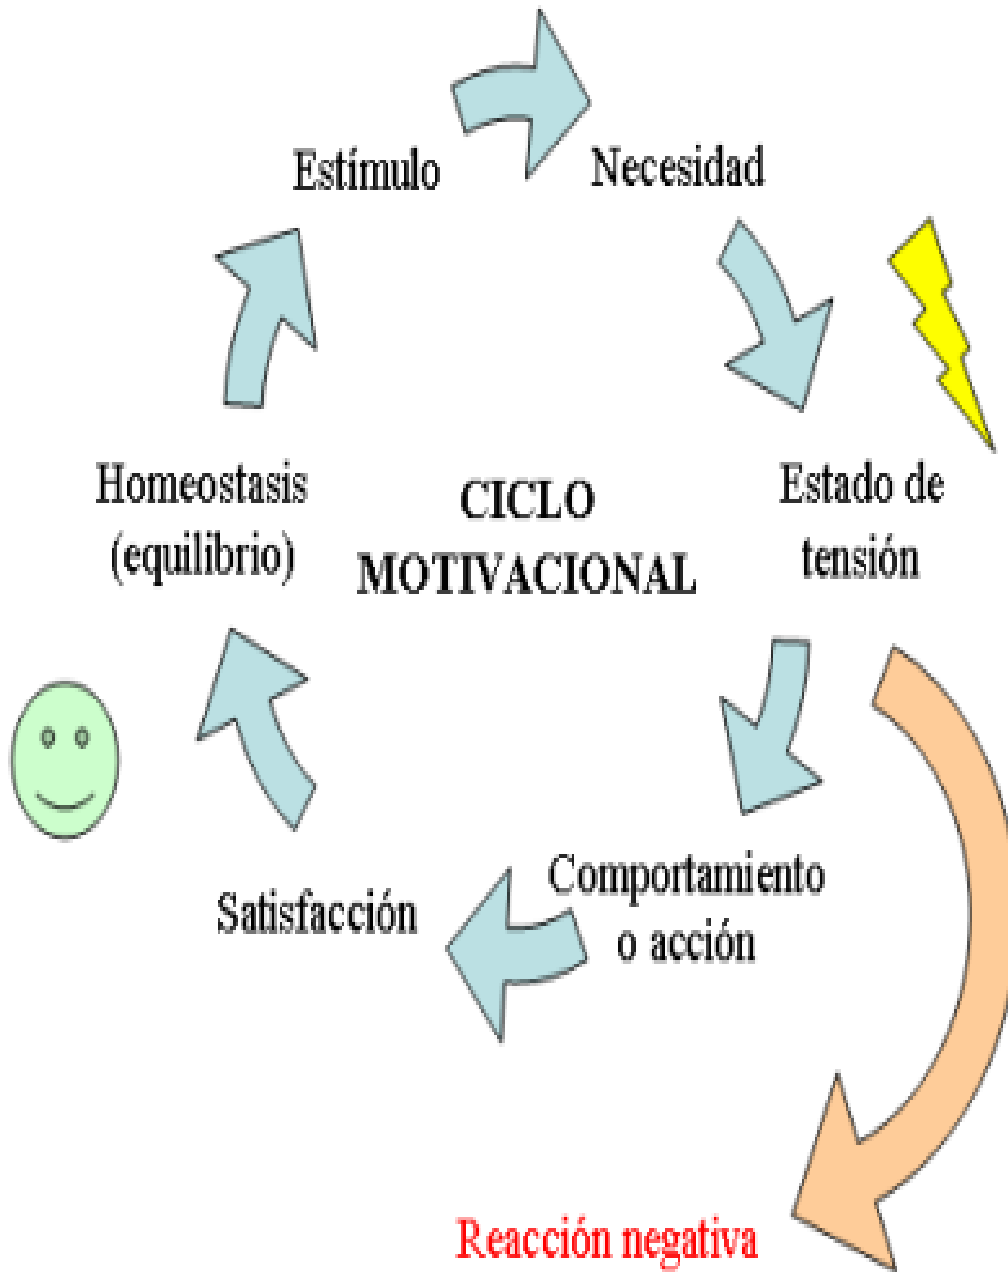 Estímulo
Necesidad
Homeostasis
(equilibrio)
CICLO
MOTIVACIONAL
Estado de
tensión
Satisfacción
Comportamiento
o acción
Reacción negativa